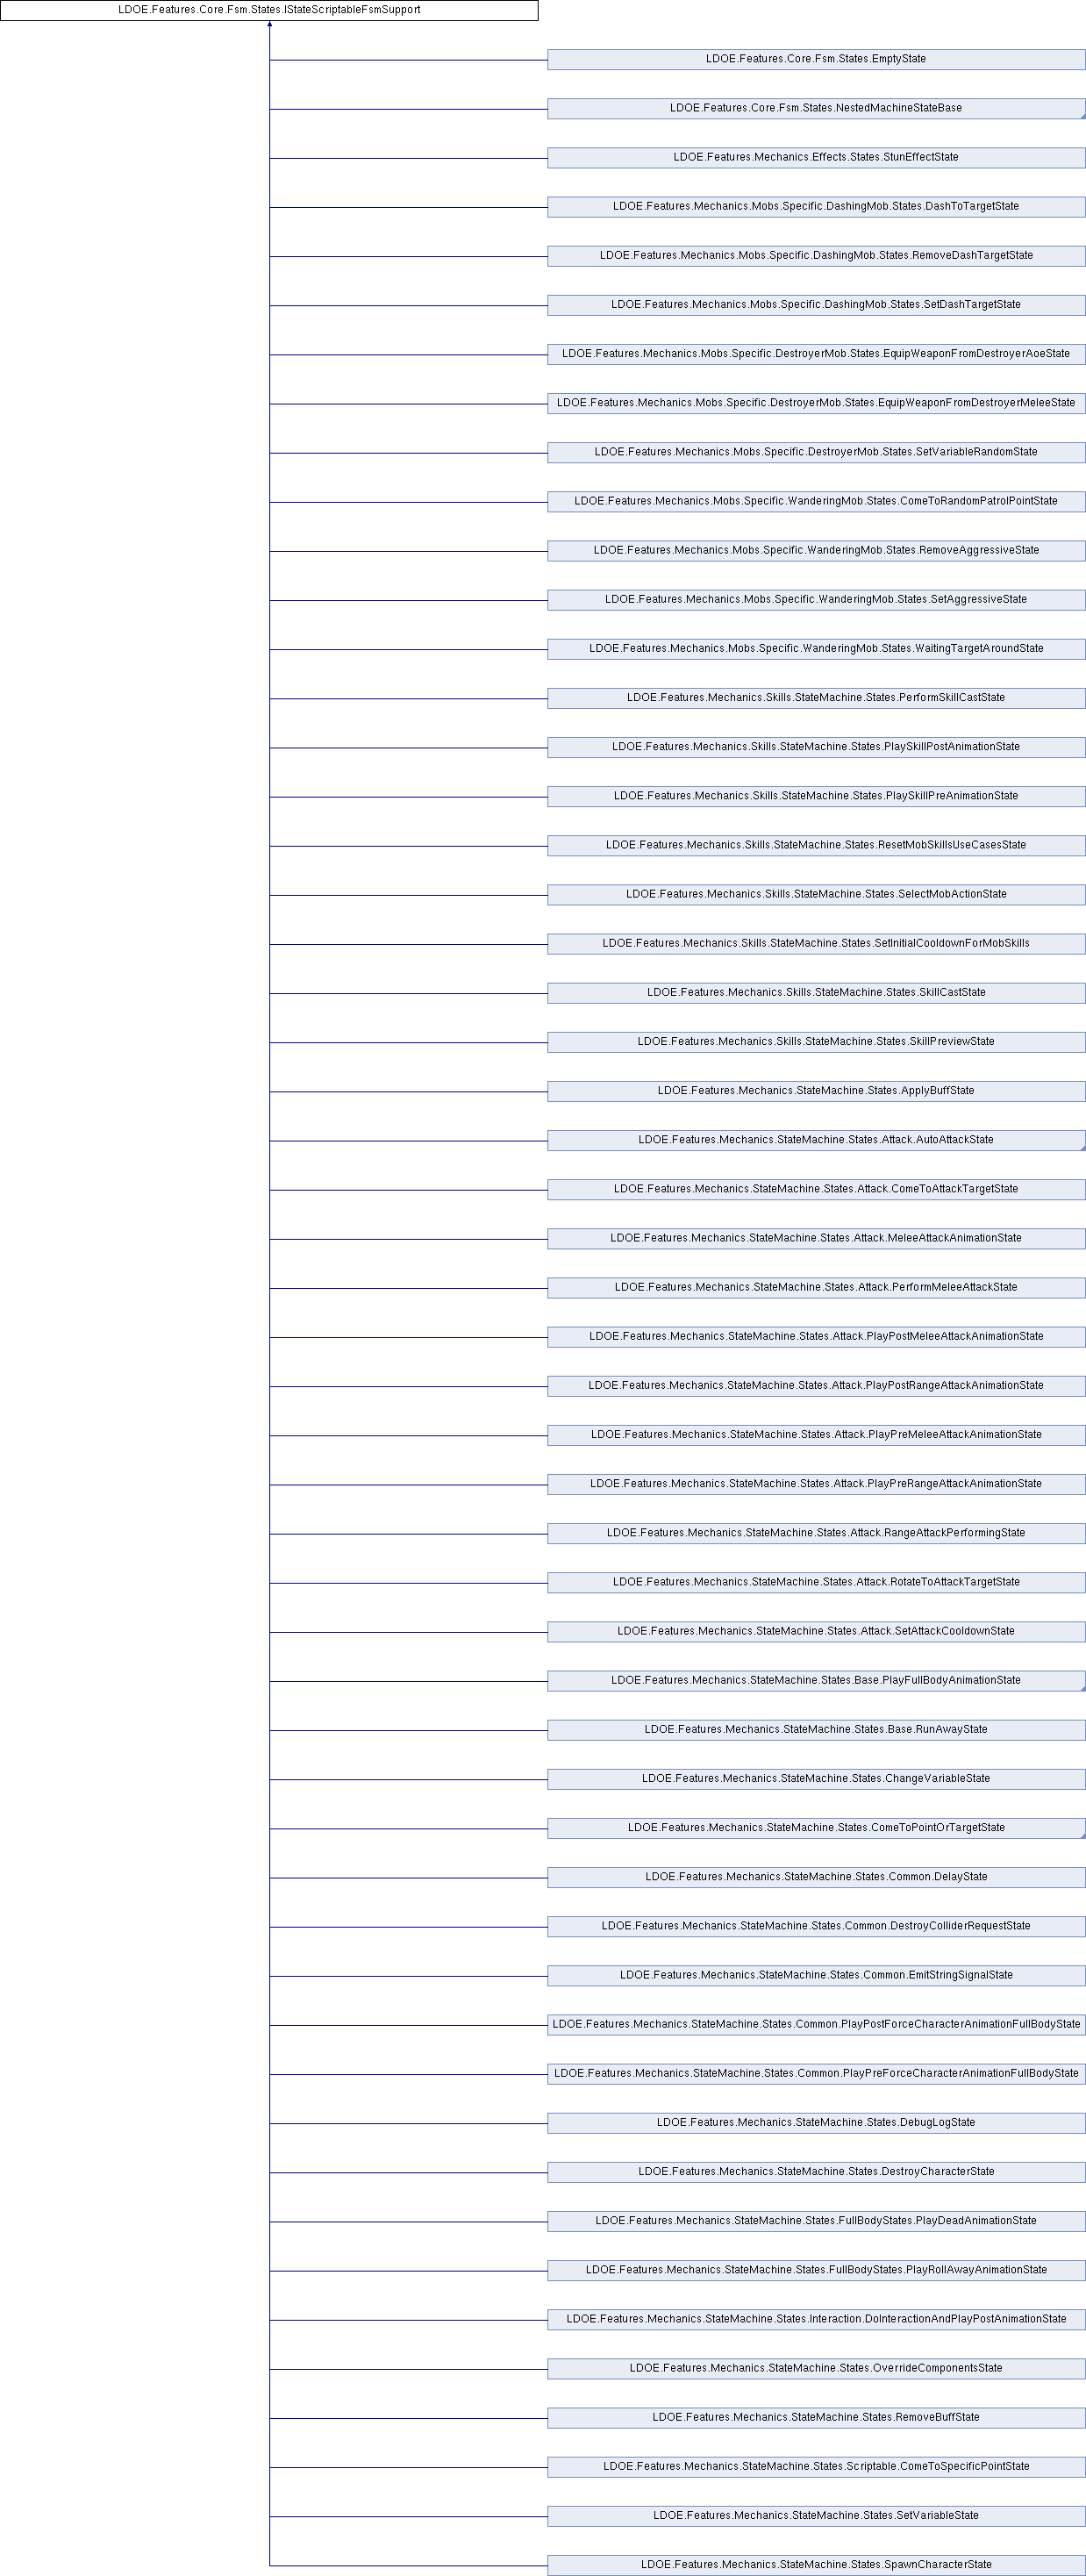 LDOE.Features.Core.Fsm.States.IStateScriptableFsmSupport
LDOE.Features.Core.Fsm.States.EmptyState
LDOE.Features.Core.Fsm.States.NestedMachineStateBase
LDOE.Features.Mechanics.Effects.States.StunEffectState
LDOE.Features.Mechanics.Mobs.Specific.DashingMob.States.DashToTargetState
LDOE.Features.Mechanics.Mobs.Specific.DashingMob.States.RemoveDashTargetState
LDOE.Features.Mechanics.Mobs.Specific.DashingMob.States.SetDashTargetState
LDOE.Features.Mechanics.Mobs.Specific.DestroyerMob.States.EquipWeaponFromDestroyerAoeState
LDOE.Features.Mechanics.Mobs.Specific.DestroyerMob.States.EquipWeaponFromDestroyerMeleeState
LDOE.Features.Mechanics.Mobs.Specific.DestroyerMob.States.SetVariableRandomState
LDOE.Features.Mechanics.Mobs.Specific.WanderingMob.States.ComeToRandomPatrolPointState
LDOE.Features.Mechanics.Mobs.Specific.WanderingMob.States.RemoveAggressiveState
LDOE.Features.Mechanics.Mobs.Specific.WanderingMob.States.SetAggressiveState
LDOE.Features.Mechanics.Mobs.Specific.WanderingMob.States.WaitingTargetAroundState
LDOE.Features.Mechanics.Skills.StateMachine.States.PerformSkillCastState
LDOE.Features.Mechanics.Skills.StateMachine.States.PlaySkillPostAnimationState
LDOE.Features.Mechanics.Skills.StateMachine.States.PlaySkillPreAnimationState
LDOE.Features.Mechanics.Skills.StateMachine.States.ResetMobSkillsUseCasesState
LDOE.Features.Mechanics.Skills.StateMachine.States.SelectMobActionState
LDOE.Features.Mechanics.Skills.StateMachine.States.SetInitialCooldownForMobSkills
LDOE.Features.Mechanics.Skills.StateMachine.States.SkillCastState
LDOE.Features.Mechanics.Skills.StateMachine.States.SkillPreviewState
LDOE.Features.Mechanics.StateMachine.States.ApplyBuffState
LDOE.Features.Mechanics.StateMachine.States.Attack.AutoAttackState
LDOE.Features.Mechanics.StateMachine.States.Attack.ComeToAttackTargetState
LDOE.Features.Mechanics.StateMachine.States.Attack.MeleeAttackAnimationState
LDOE.Features.Mechanics.StateMachine.States.Attack.PerformMeleeAttackState
LDOE.Features.Mechanics.StateMachine.States.Attack.PlayPostMeleeAttackAnimationState
LDOE.Features.Mechanics.StateMachine.States.Attack.PlayPostRangeAttackAnimationState
LDOE.Features.Mechanics.StateMachine.States.Attack.PlayPreMeleeAttackAnimationState
LDOE.Features.Mechanics.StateMachine.States.Attack.PlayPreRangeAttackAnimationState
LDOE.Features.Mechanics.StateMachine.States.Attack.RangeAttackPerformingState
LDOE.Features.Mechanics.StateMachine.States.Attack.RotateToAttackTargetState
LDOE.Features.Mechanics.StateMachine.States.Attack.SetAttackCooldownState
LDOE.Features.Mechanics.StateMachine.States.Base.PlayFullBodyAnimationState
LDOE.Features.Mechanics.StateMachine.States.Base.RunAwayState
LDOE.Features.Mechanics.StateMachine.States.ChangeVariableState
LDOE.Features.Mechanics.StateMachine.States.ComeToPointOrTargetState
LDOE.Features.Mechanics.StateMachine.States.Common.DelayState
LDOE.Features.Mechanics.StateMachine.States.Common.DestroyColliderRequestState
LDOE.Features.Mechanics.StateMachine.States.Common.EmitStringSignalState
LDOE.Features.Mechanics.StateMachine.States.Common.PlayPostForceCharacterAnimationFullBodyState
LDOE.Features.Mechanics.StateMachine.States.Common.PlayPreForceCharacterAnimationFullBodyState
LDOE.Features.Mechanics.StateMachine.States.DebugLogState
LDOE.Features.Mechanics.StateMachine.States.DestroyCharacterState
LDOE.Features.Mechanics.StateMachine.States.FullBodyStates.PlayDeadAnimationState
LDOE.Features.Mechanics.StateMachine.States.FullBodyStates.PlayRollAwayAnimationState
LDOE.Features.Mechanics.StateMachine.States.Interaction.DoInteractionAndPlayPostAnimationState
LDOE.Features.Mechanics.StateMachine.States.OverrideComponentsState
LDOE.Features.Mechanics.StateMachine.States.RemoveBuffState
LDOE.Features.Mechanics.StateMachine.States.Scriptable.ComeToSpecificPointState
LDOE.Features.Mechanics.StateMachine.States.SetVariableState
LDOE.Features.Mechanics.StateMachine.States.SpawnCharacterState